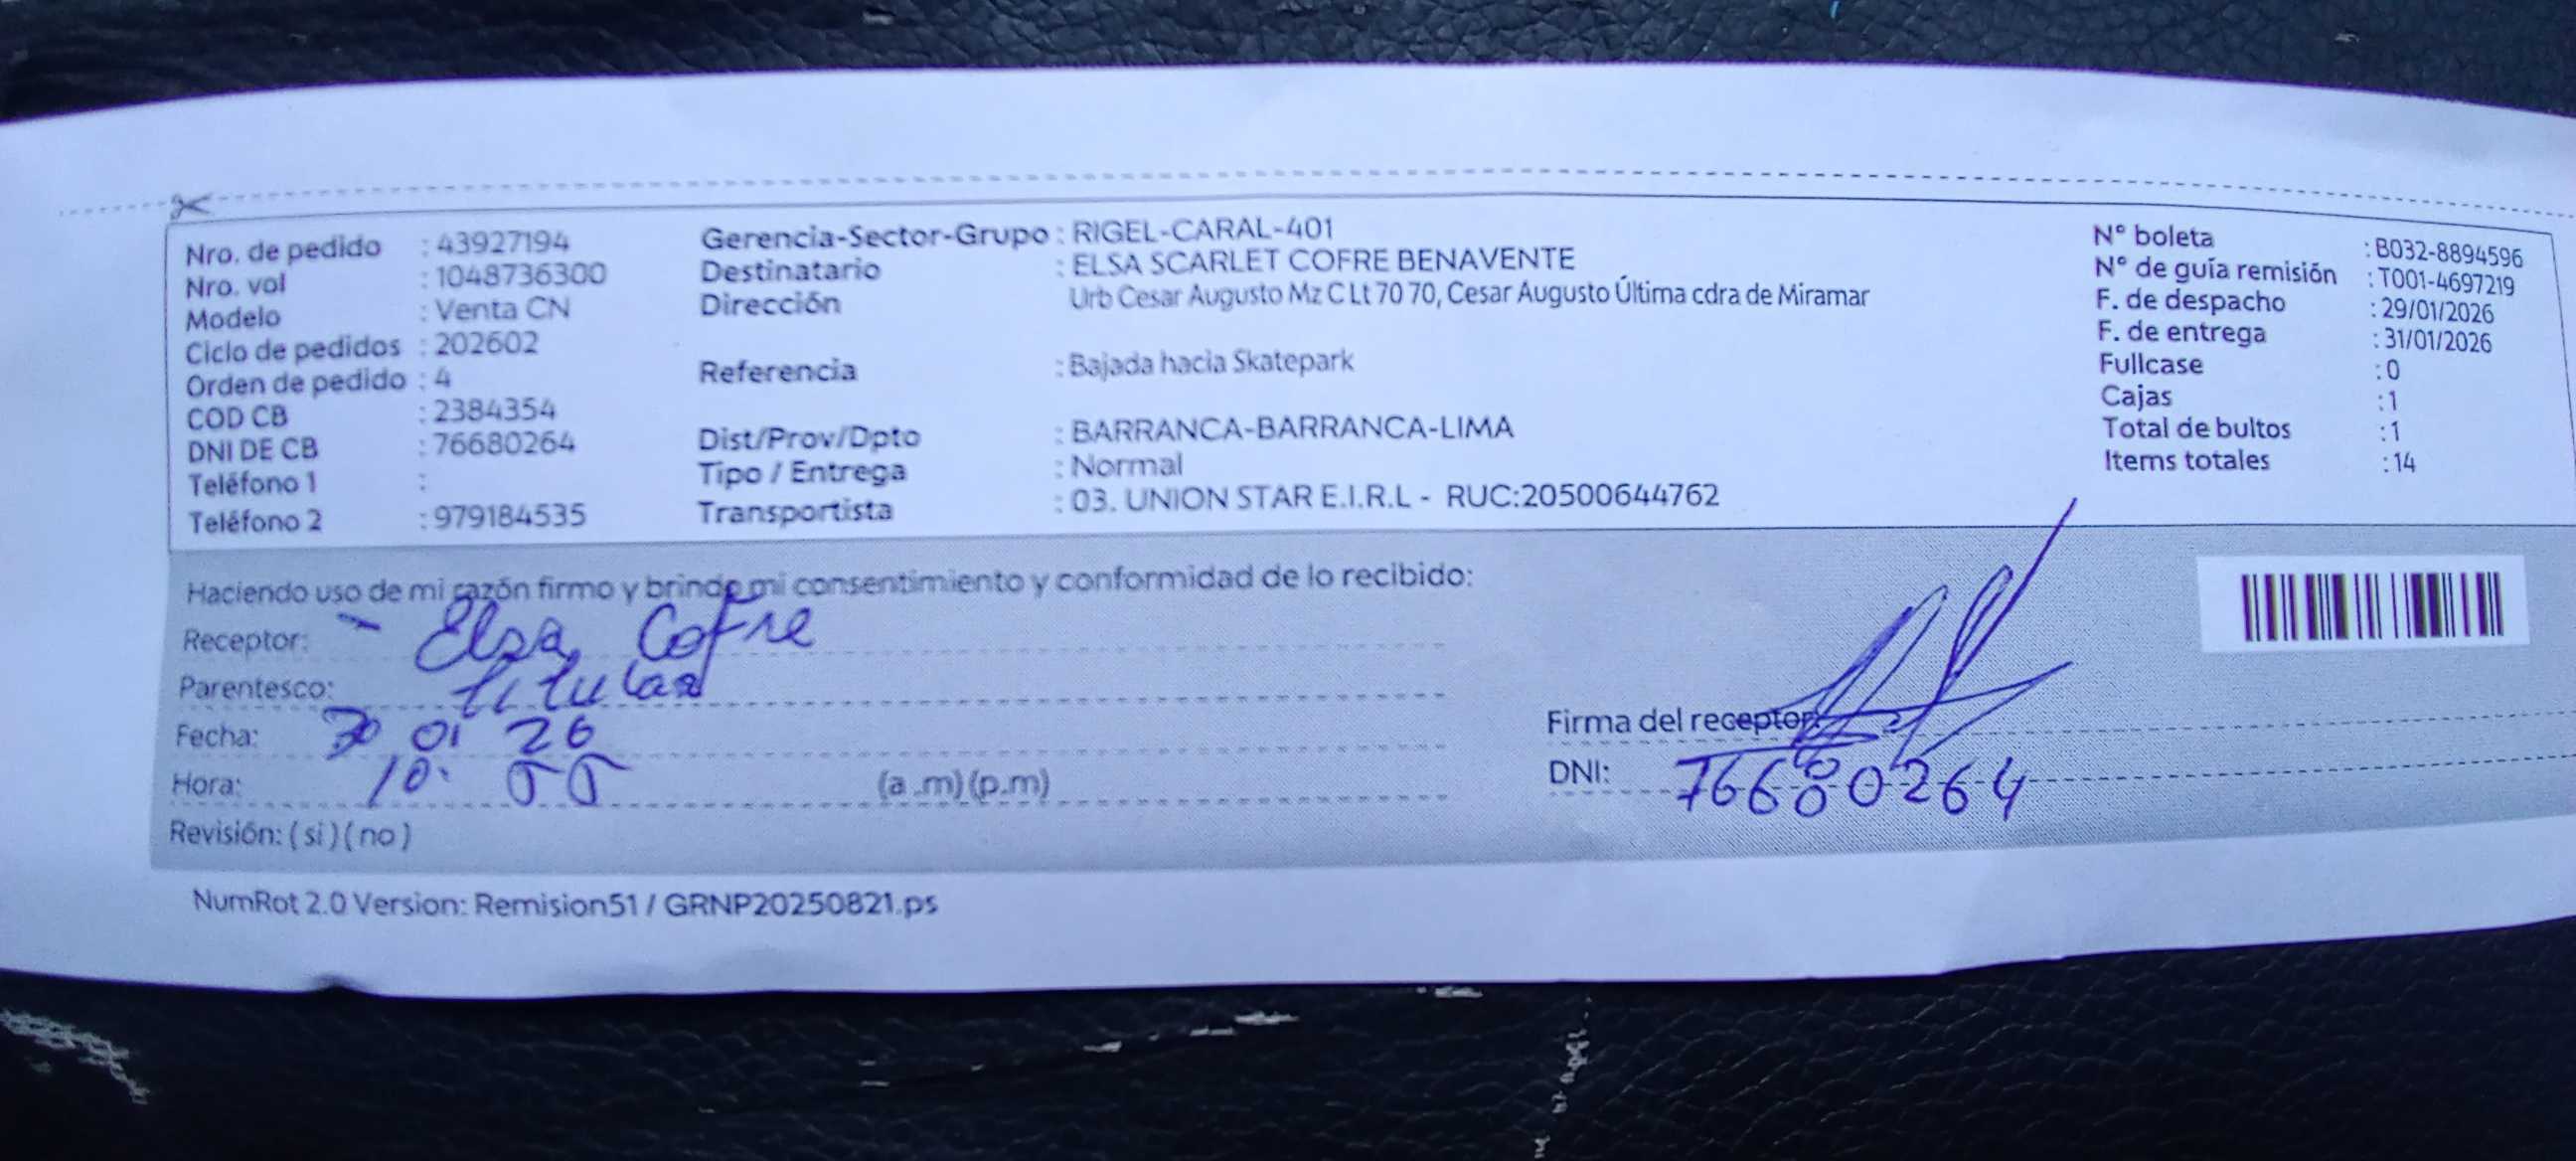 Nro. de pedido : 43927194
Nro. vol : 1048736300
Modelo : Venta CN
Ciclo de pedidos : 202602
Orden de pedido : 4
COD CB : 2384354
DNI DE CB : 76680264
Teléfono 1 :
Teléfono 2 : 979184535
Gerencia-Sector-Grupo : RIGEL-CARAL-401
Destinatario : ELSA SCARLET COFRE BENAVENTE
Dirección Urb Cesar Augusto Mz C Lt 70 70, Cesar Augusto Última cdra de Miramar
Referencia : Bajada hacia Skatepark
Dist/Prov/Dpto : BARRANCA-BARRANCA-LIMA
Tipo / Entrega : Normal
Transportista : 03. UNION STAR E.I.R.L - RUC:20500644762
N° boleta : B032-8894596
N° de guía remisión : T001-4697219
F. de despacho : 29/01/2026
F. de entrega : 31/01/2026
Fullcase : 0
Cajas : 1
Total de bultos : 1
Items totales : 14
Haciendo uso de mi razón firmo y brindo mi consentimiento y conformidad de lo recibido:
Receptor: - Elsa Cofre
Parentesco: titular
Fecha: 30 01 26
Hora: 10: (a .m) (p.m)
Revisión: ( si ) ( no )
Firma del receptor:
DNI: 76680264
NumRot 2.0 Version: Remision51 / GRNP20250821.ps